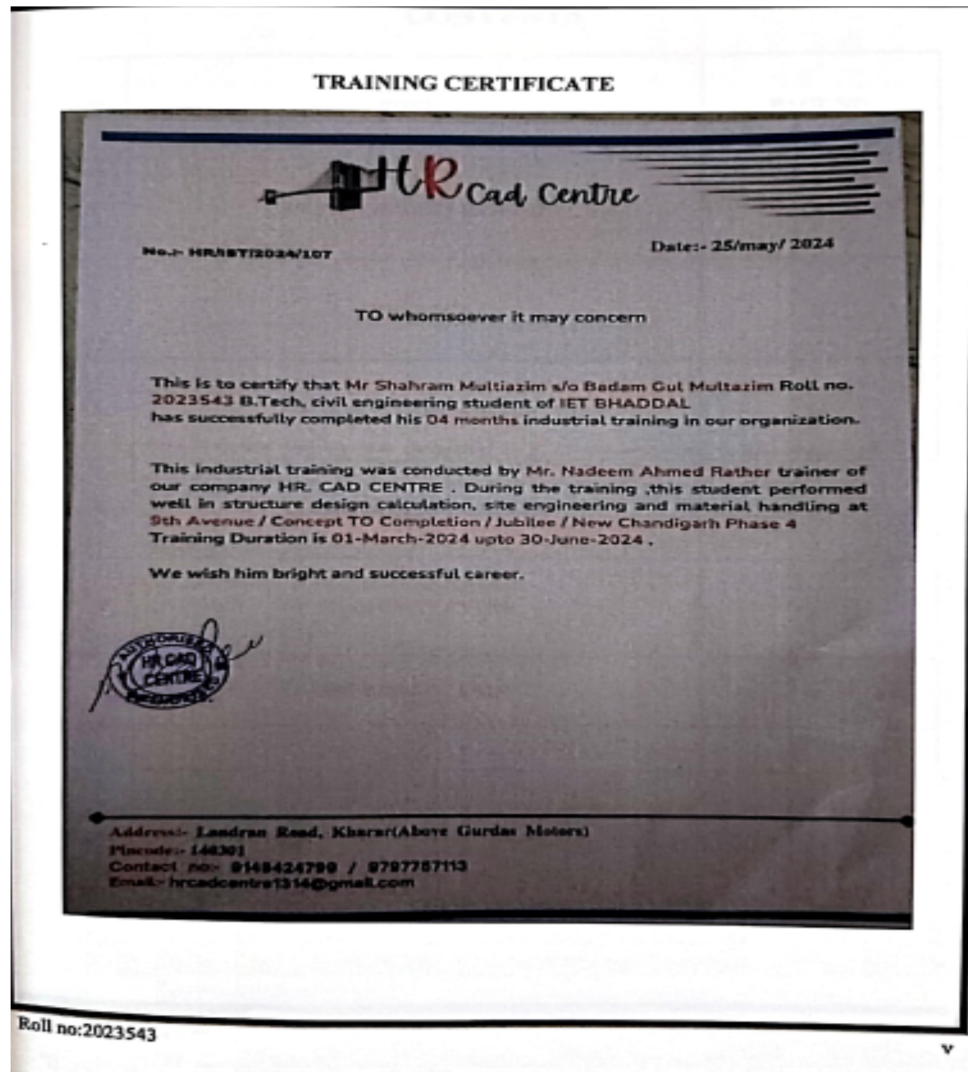 TRAINING CERTIFICATE
HR Cad Centre
No.:- HR/IST/2024/107
Date:- 25/may/ 2024
TO whomsoever it may concern
This is to certify that Mr Shahram Multiazim s/o Badam Gul Multazim Roll no.
2023543 B.Tech, civil engineering student of IET BHADDAL
has successfully completed his 04 months industrial training in our organization.
This industrial training was conducted by Mr. Nadeem Ahmed Rather trainer of
our company HR. CAD CENTRE . During the training ,this student performed
well in structure design calculation, site engineering and material handling at
9th Avenue / Concept TO Completion / Jubilee / New Chandigarh Phase 4
Training Duration is 01-March-2024 upto 30-June-2024 .
We wish him bright and successful career.
AUTHORISED
HR CAD
CENTRE
Address:- Landran Road, Kharar(Above Gurdas Motors)
Pincode:- 140301
Contact no:- 9149424799 / 9797767113
Email:- hrcadcentre1314@gmail.com
Roll no:2023543
v